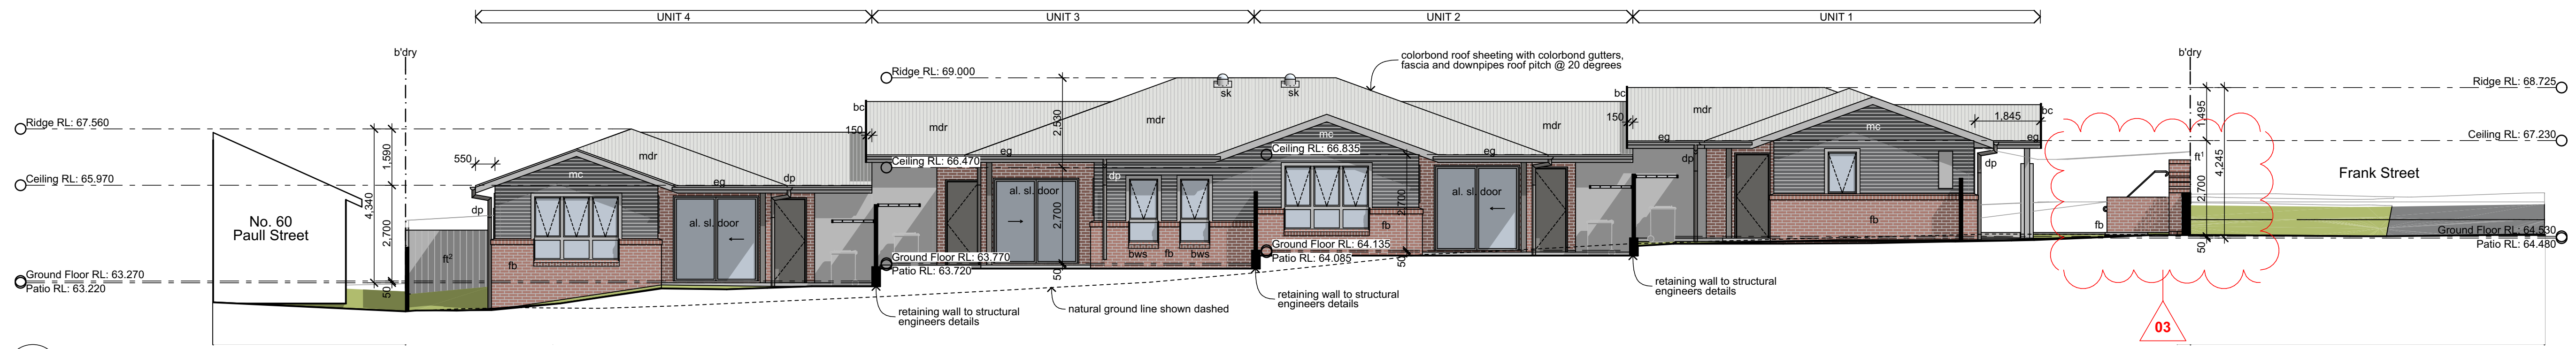 UNIT 4
UNIT 3
UNIT 2
UNIT 1
b'dry
b'dry
colorbond roof sheeting with colorbond gutters,
fascia and downpipes roof pitch @ 20 degrees
Ridge RL: 69.000
Ridge RL: 68.725
Ridge RL: 67.560
Ceiling RL: 67.230
Ceiling RL: 66.835
Ceiling RL: 66.470
Ceiling RL: 65.970
sk
sk
bc
bc
bc
150
150
mdr
mdr
mdr
mdr
mdr
2,530
1,495
4,245
2,700
50
1,845
1,590
4,340
2,700
50
550
eg
eg
eg
eg
eg
mc
mc
mc
dp
dp
dp
dp
dp
al. sl. door
al. sl. door
al. sl. door
2,700
50
2,700
50
ft¹
ft²
fb
fb
fb
fb
bws
fb
bws
No. 60
Paull Street
Frank Street
Ground Floor RL: 63.270
Patio RL: 63.220
Ground Floor RL: 63.770
Patio RL: 63.720
Ground Floor RL: 64.135
Patio RL: 64.085
Ground Floor RL: 64.530
Patio RL: 64.480
retaining wall to structural
engineers details
natural ground line shown dashed
retaining wall to structural
engineers details
retaining wall to structural
engineers details
03